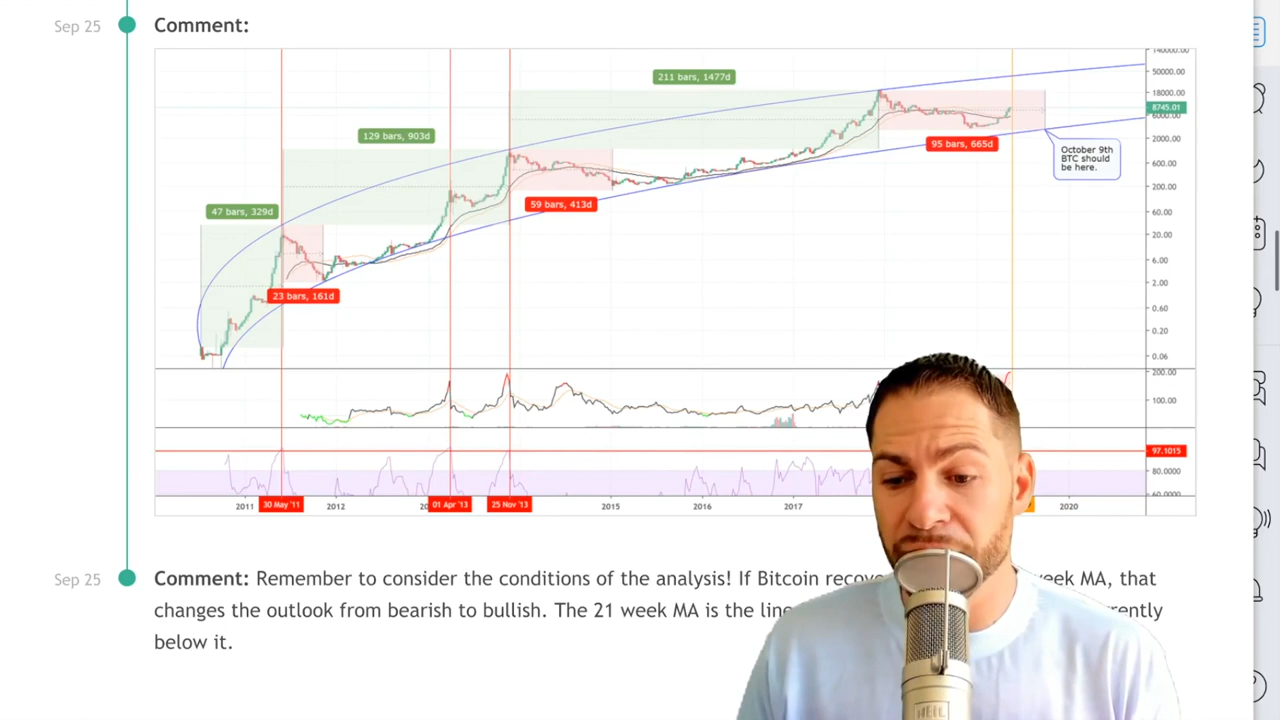 Sep 25
Comment:
211 bars, 1477d
140000.00
50000.00
18000.00
129 bars, 903d
8745.01
6000.00
2000.00
95 bars, 665d
October 9th
BTC should
be here.
600.00
47 bars, 329d
59 bars, 413d
200.00
60.00
20.00
6.00
23 bars, 161d
2.00
0.60
0.20
0.06
200.00
100.00
97.1015
80.0000
60.0000
2011
30 May '11
2012
01 Apr '13
25 Nov '13
2015
2016
2017
2020
Sep 25
Comment: Remember to consider the conditions of the analysis! If Bitcoin MA, that
changes the outlook from bearish to bullish. The 21 week MA is the
below it.
HEIL